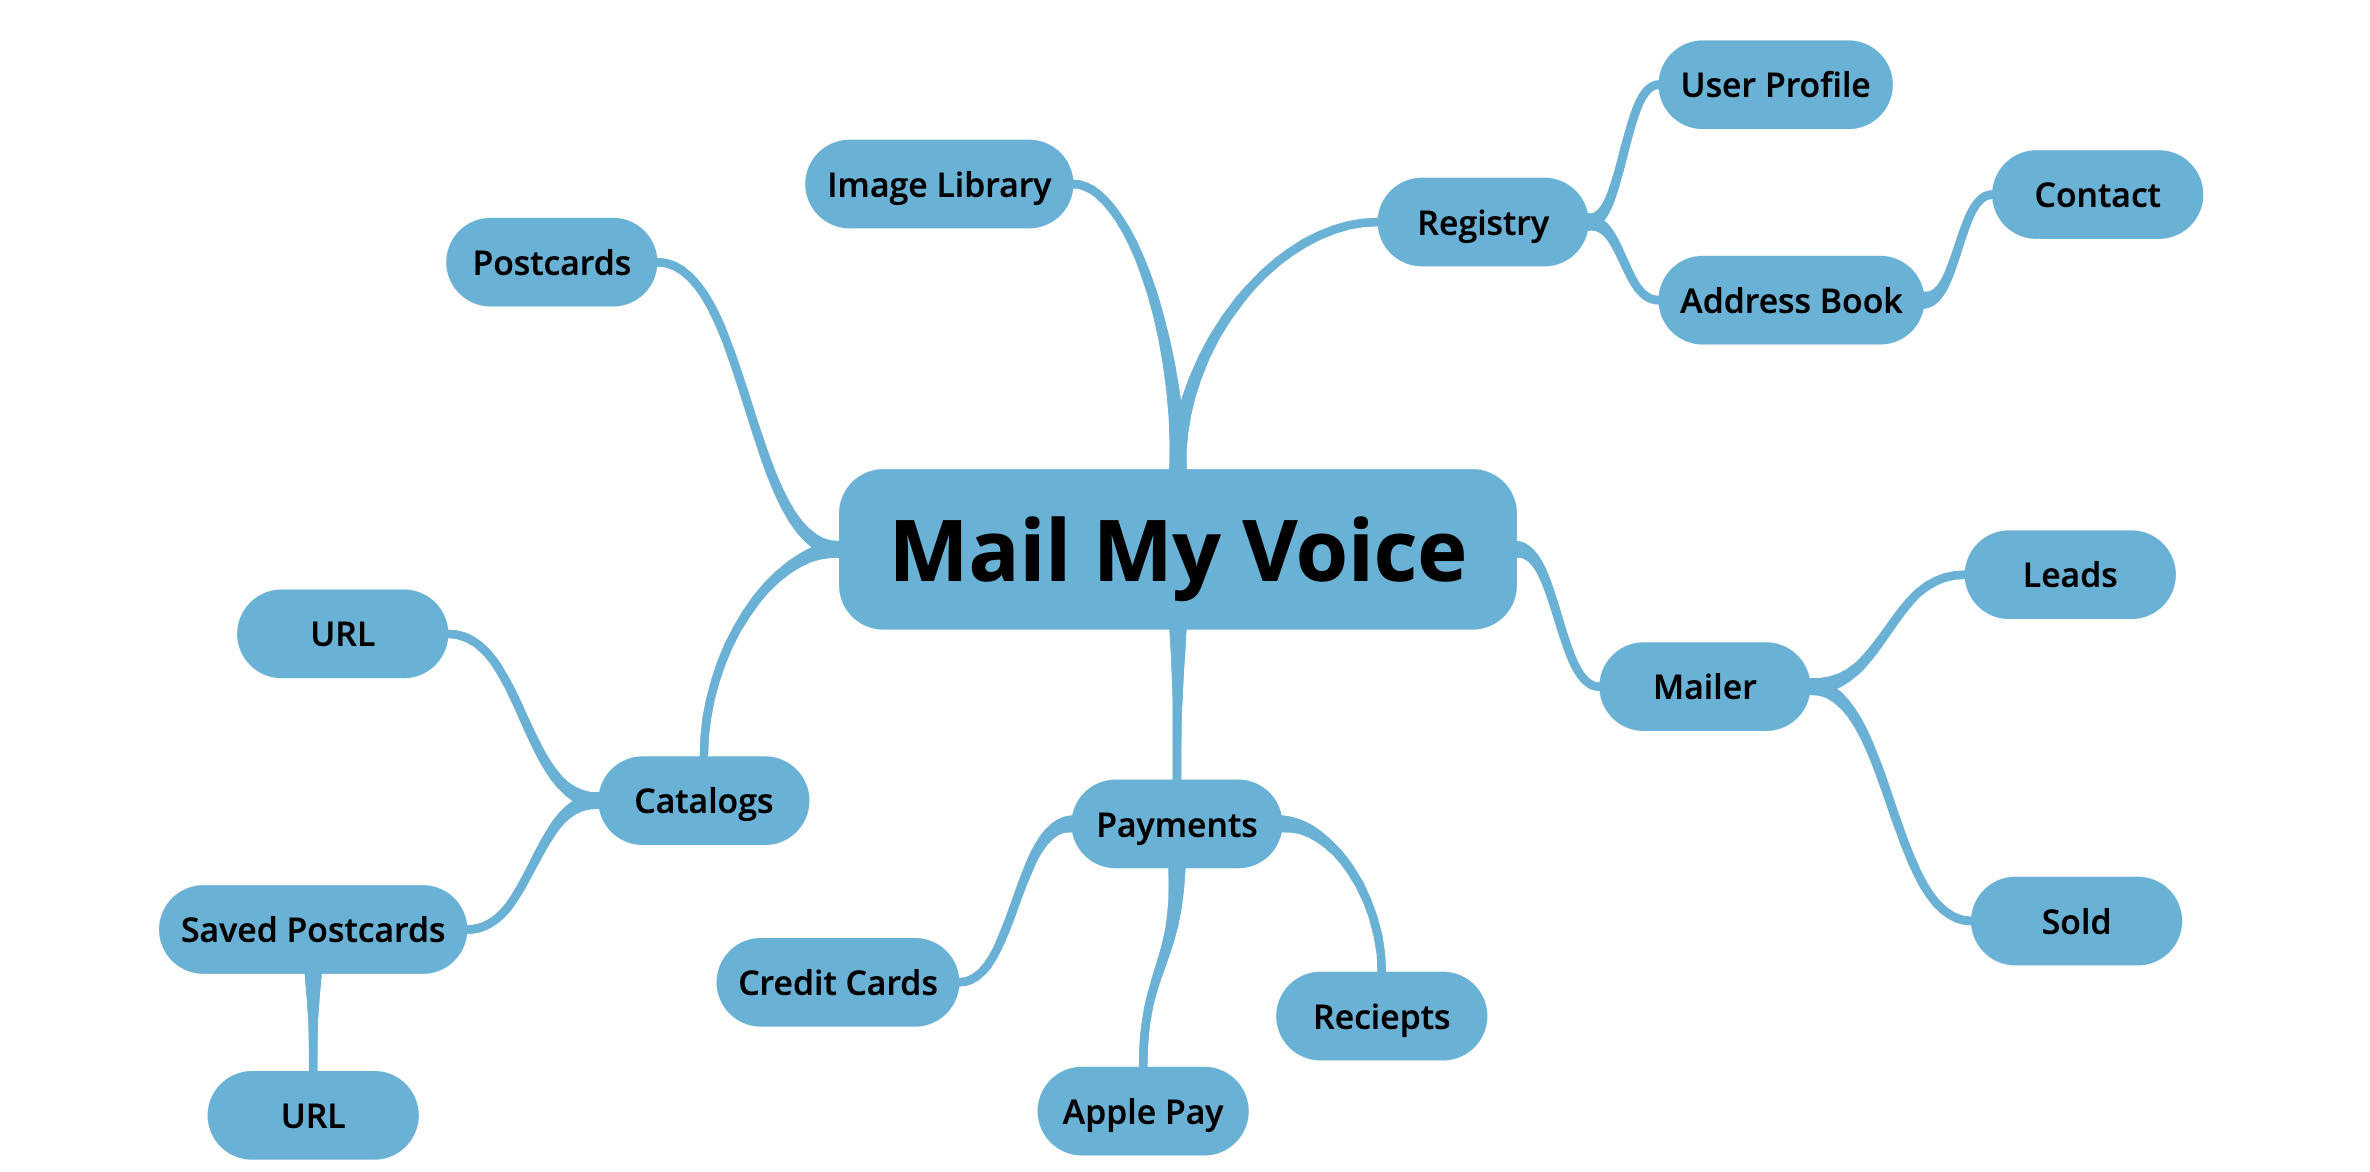 User Profile
Image Library
Contact
Registry
Postcards
Address Book
Mail My Voice
Leads
URL
Mailer
Catalogs
Payments
Sold
Saved Postcards
Credit Cards
Reciepts
Apple Pay
URL